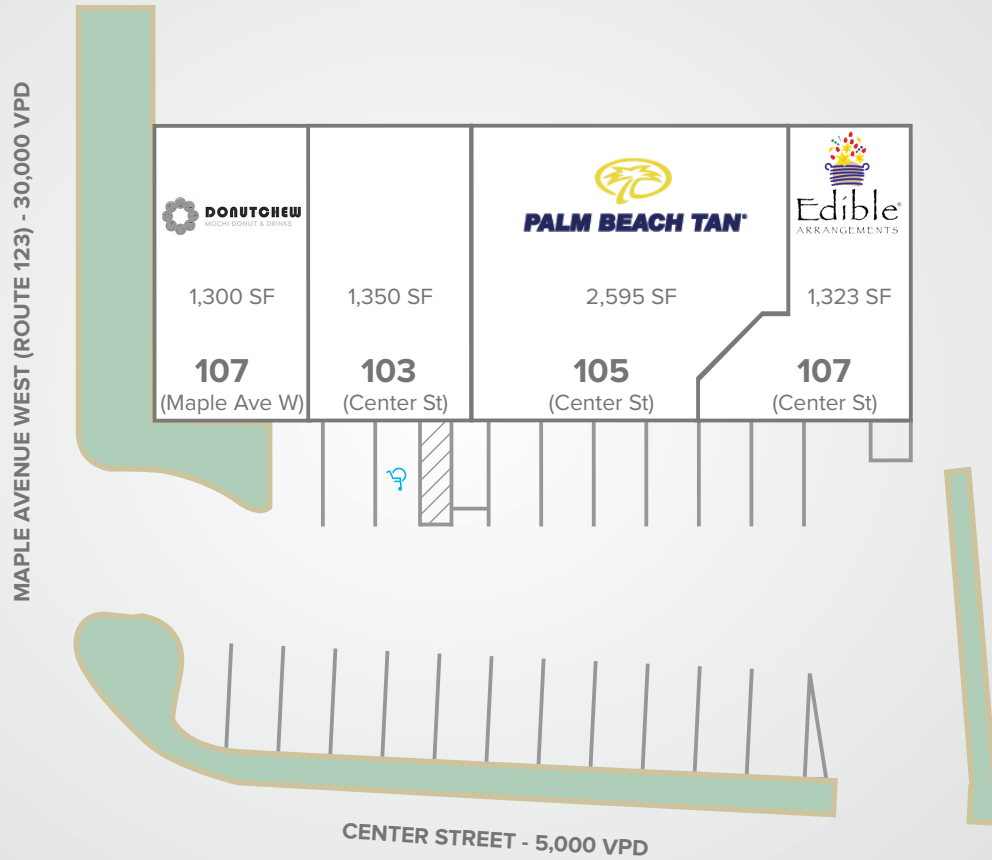 MAPLE AVENUE WEST (ROUTE 123) - 30,000 VPD
DONUTCHEW
MOCHI DONUT & DRINKS
1,300 SF
107
(Maple Ave W)
1,350 SF
103
(Center St)
PALM BEACH TAN®
2,595 SF
105
(Center St)
Edible®
ARRANGEMENTS
1,323 SF
107
(Center St)
CENTER STREET - 5,000 VPD